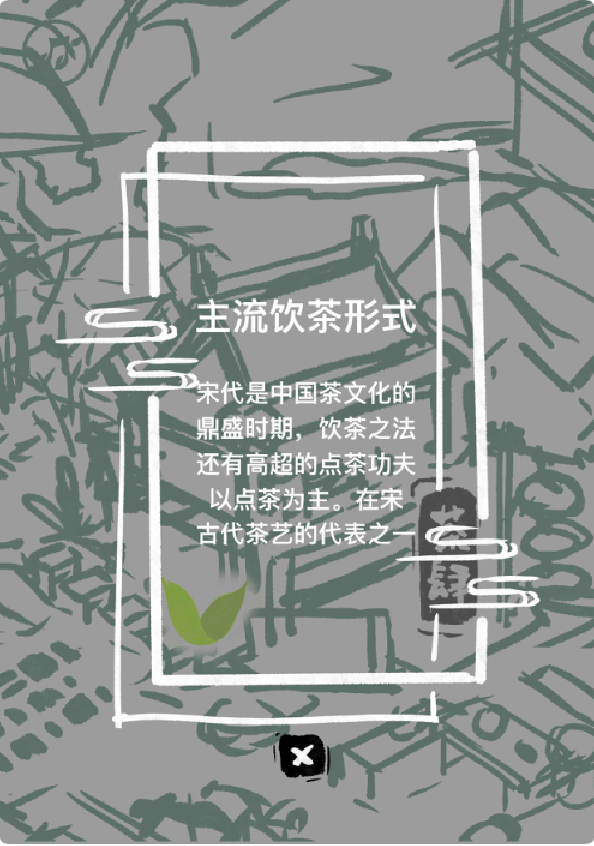 主流饮茶形式
宋代是中国茶文化的
鼎盛时期，饮茶之法
还有高超的点茶功夫
以点茶为主。在宋
古代茶艺的代表之一
茶肆